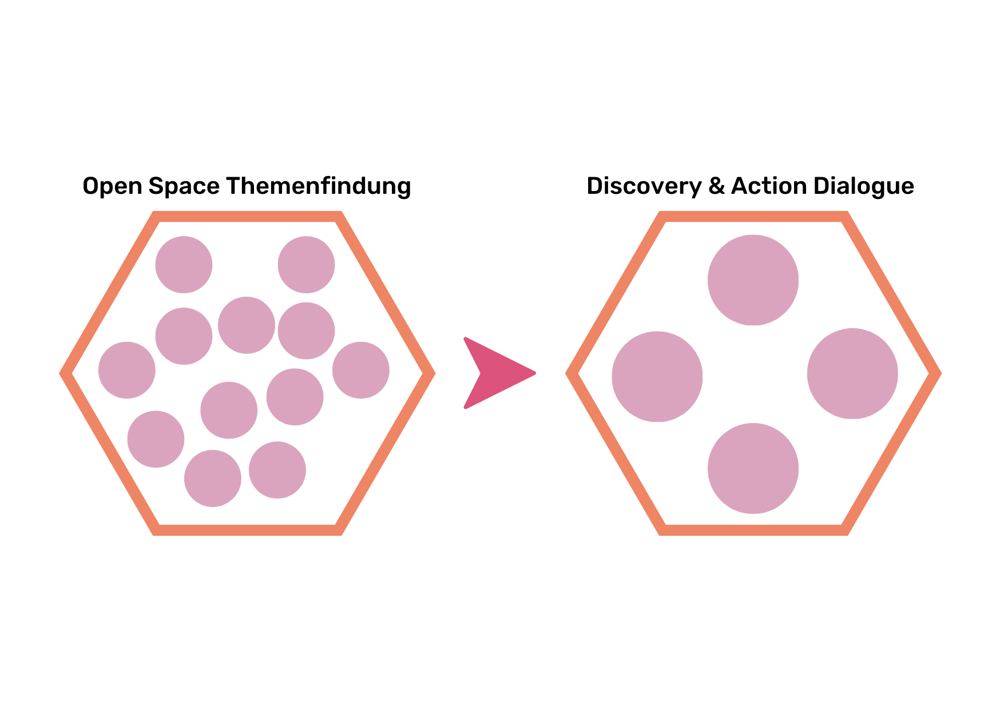 Open Space Themenfindung
Discovery & Action Dialogue